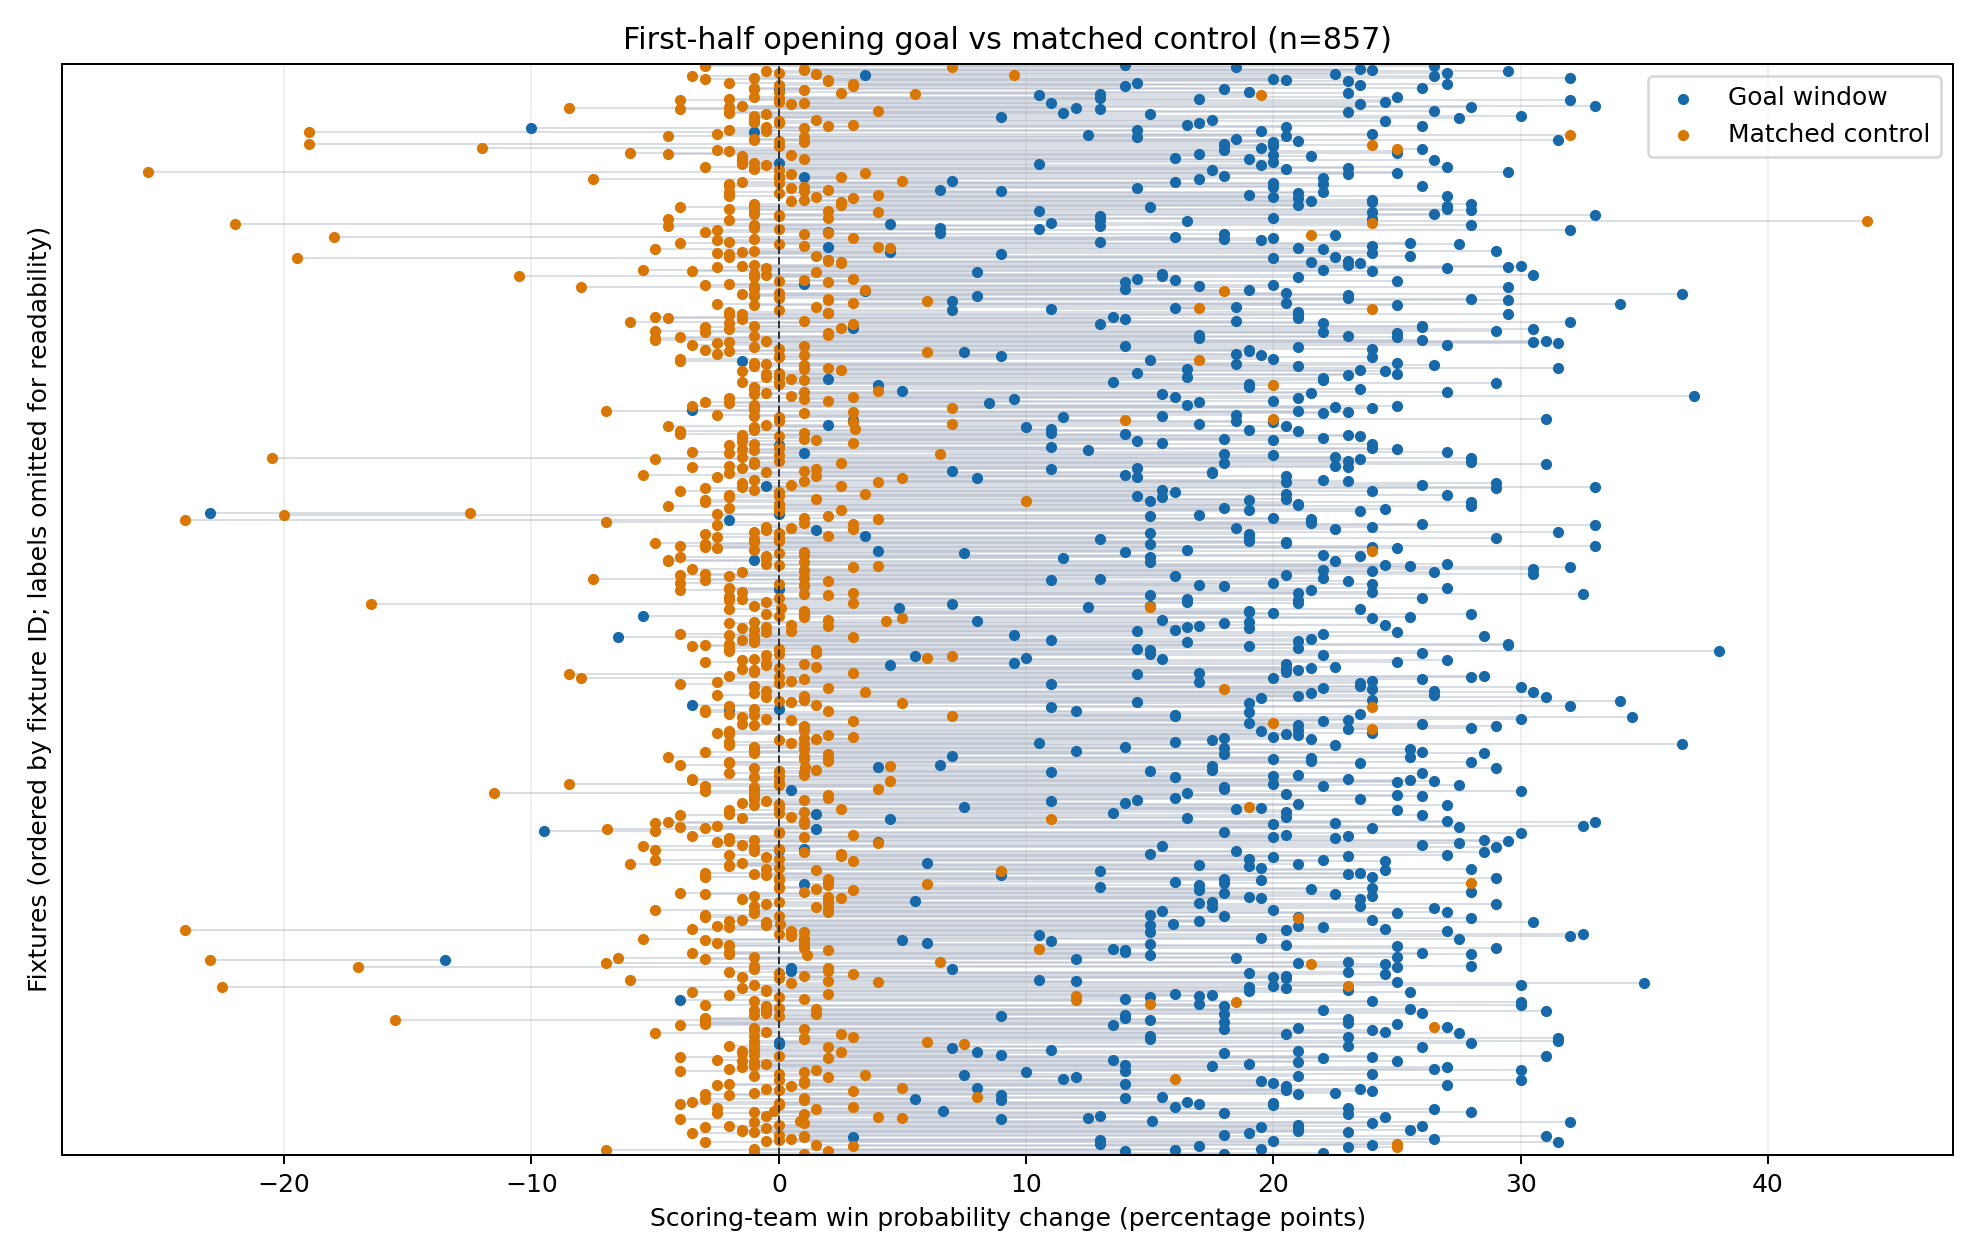 First-half opening goal vs matched control (n=857)
Goal window
Matched control
Fixtures (ordered by fixture ID; labels omitted for readability)
−20 −10 0 10 20 30 40
Scoring-team win probability change (percentage points)